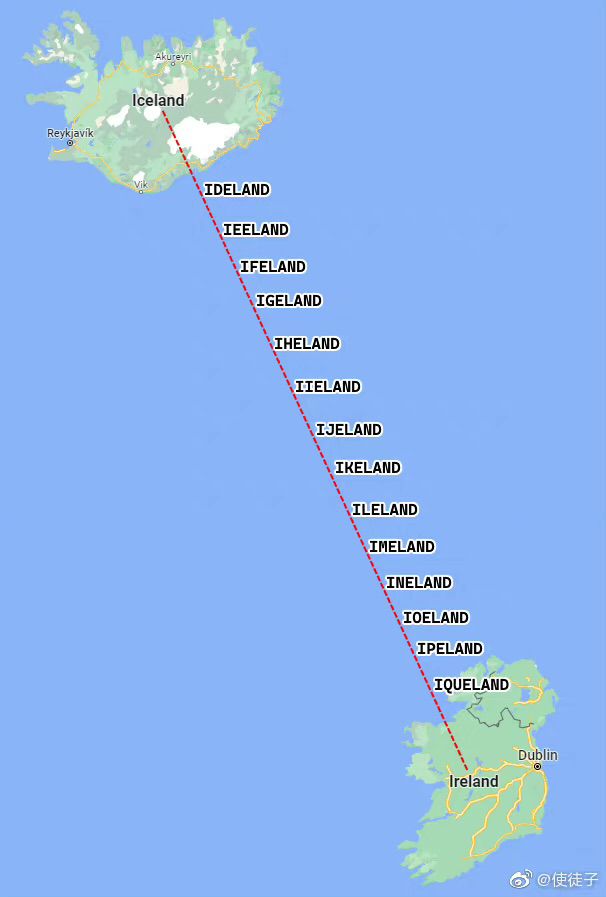 Akureyri
Iceland
Reykjavík
Vik
IDELAND
IEELAND
IFELAND
IGELAND
IHELAND
IIELAND
IJELAND
IKELAND
ILELAND
IMELAND
INELAND
IOELAND
IPELAND
IQUELAND
Dublin
Ireland
@使徒子